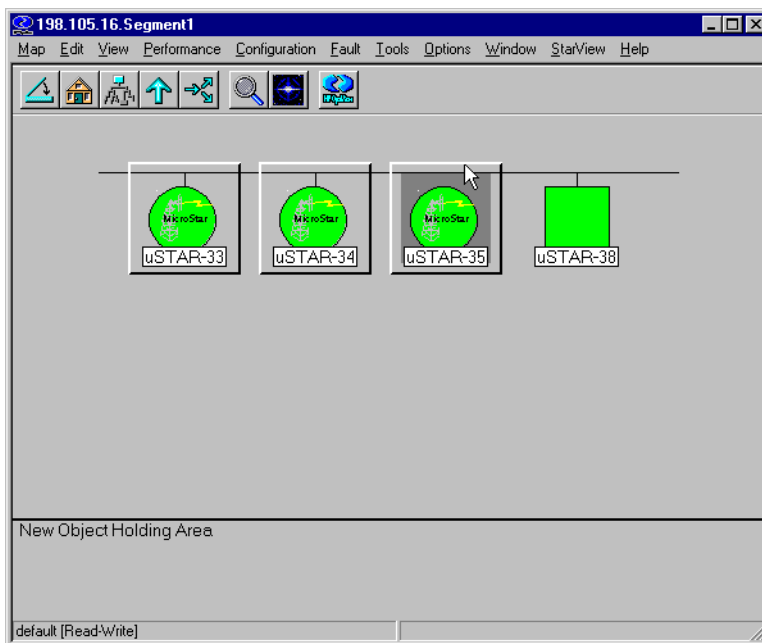 198.105.16.Segment1
Map Edit View Performance Configuration Fault Tools Options Window StarView Help
MicroStar MicroStar MicroStar
uSTAR-33 uSTAR-34 uSTAR-35 uSTAR-38
New Object Holding Area
default [Read-Write]